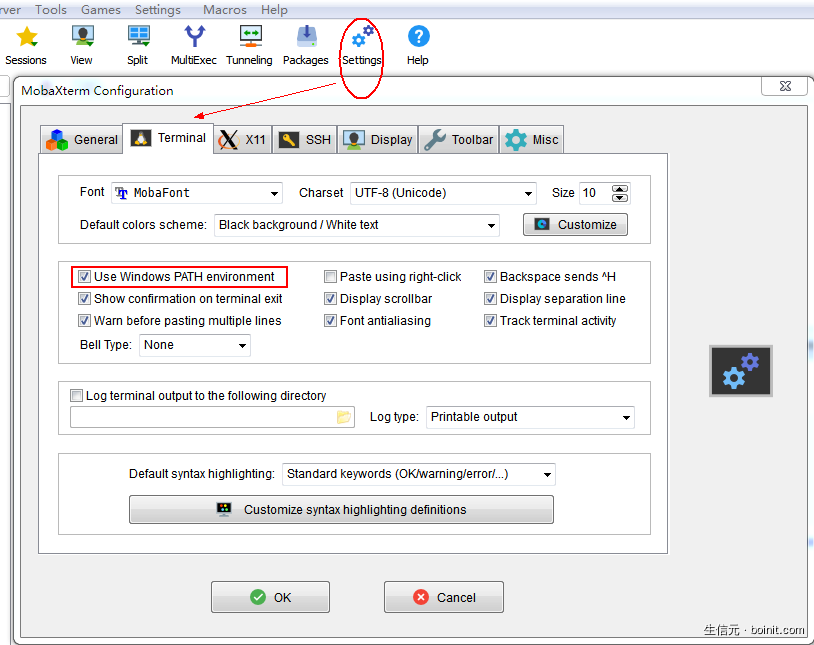 rver Tools Games Settings Macros Help
Sessions View Split MultiExec Tunneling Packages Settings Help
MobaXterm Configuration
General Terminal X11 SSH Display Toolbar Misc
Font MobaFont Charset UTF-8 (Unicode) Size 10
Default colors scheme: Black background / White text Customize
Use Windows PATH environment Paste using right-click Backspace sends ^H
Show confirmation on terminal exit Display scrollbar Display separation line
Warn before pasting multiple lines Font antialiasing Track terminal activity
Bell Type: None
Log terminal output to the following directory
Log type: Printable output
Default syntax highlighting: Standard keywords (OK/warning/error/...)
Customize syntax highlighting definitions
OK Cancel
生信元 · boinit.com